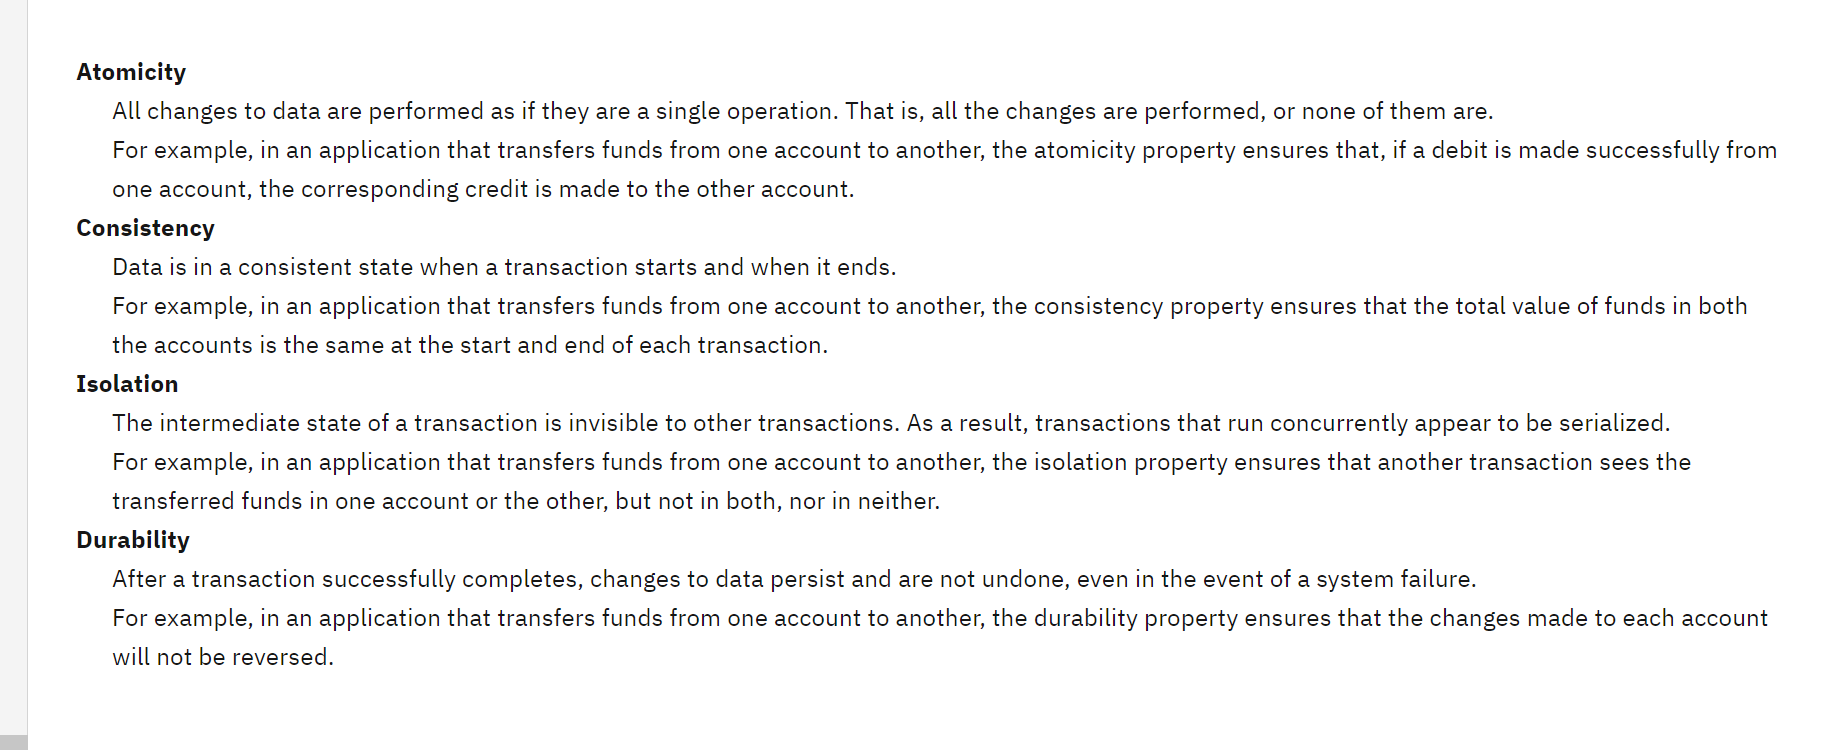 Atomicity
All changes to data are performed as if they are a single operation. That is, all the changes are performed, or none of them are.
For example, in an application that transfers funds from one account to another, the atomicity property ensures that, if a debit is made successfully from
one account, the corresponding credit is made to the other account.
Consistency
Data is in a consistent state when a transaction starts and when it ends.
For example, in an application that transfers funds from one account to another, the consistency property ensures that the total value of funds in both
the accounts is the same at the start and end of each transaction.
Isolation
The intermediate state of a transaction is invisible to other transactions. As a result, transactions that run concurrently appear to be serialized.
For example, in an application that transfers funds from one account to another, the isolation property ensures that another transaction sees the
transferred funds in one account or the other, but not in both, nor in neither.
Durability
After a transaction successfully completes, changes to data persist and are not undone, even in the event of a system failure.
For example, in an application that transfers funds from one account to another, the durability property ensures that the changes made to each account
will not be reversed.